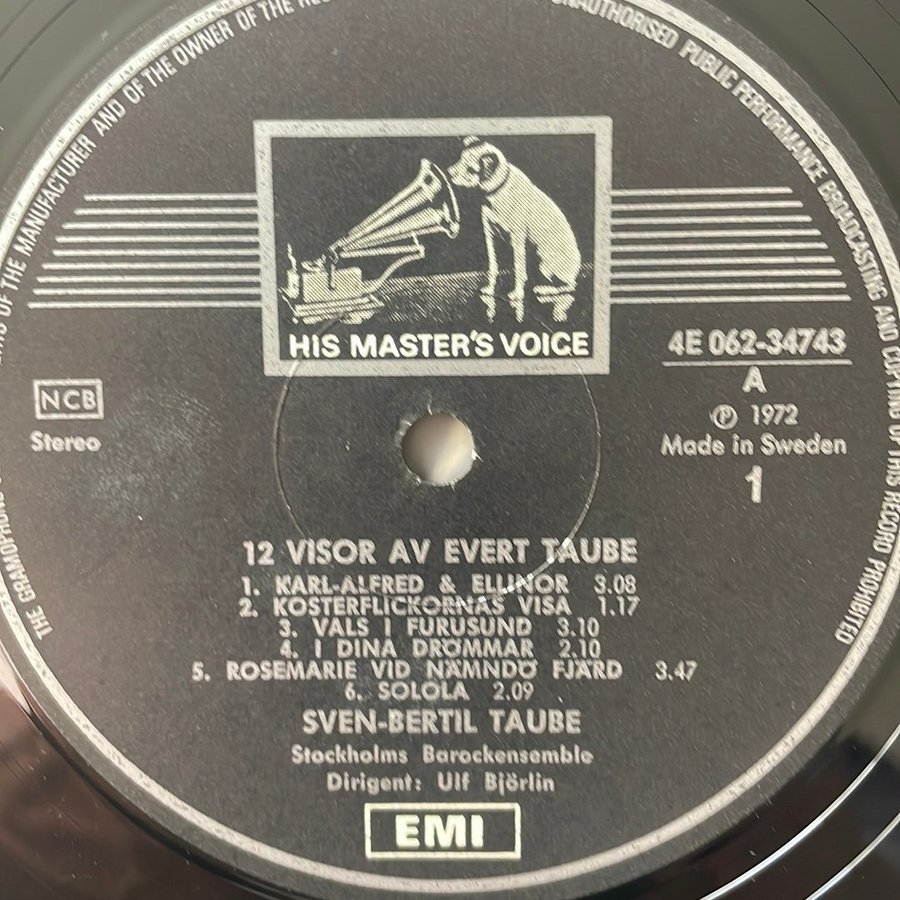 THE GRAMOPHONE
OF THE MANUFACTURER AND OF THE OWNER OF THE
UNAUTHORISED PUBLIC PERFORMANCE BROADCASTING AND COPYING OF THIS RECORD PROHIBITED
HIS MASTER'S VOICE
4E 062-34743
A
NCB
Stereo
℗ 1972
Made in Sweden
1
12 VISOR AV EVERT TAUBE
1. KARL-ALFRED & ELLINOR 3.08
2. KOSTERFLICKORNAS VISA 1.17
3. VALS I FURUSUND 3.10
4. I DINA DRÖMMAR 2.10
5. ROSEMARIE VID NÄMNDÖ FJÄRD 3.47
6. SOLOLA 2.09
SVEN-BERTIL TAUBE
Stockholms Barockensemble
Dirigent: Ulf Björlin
EMI